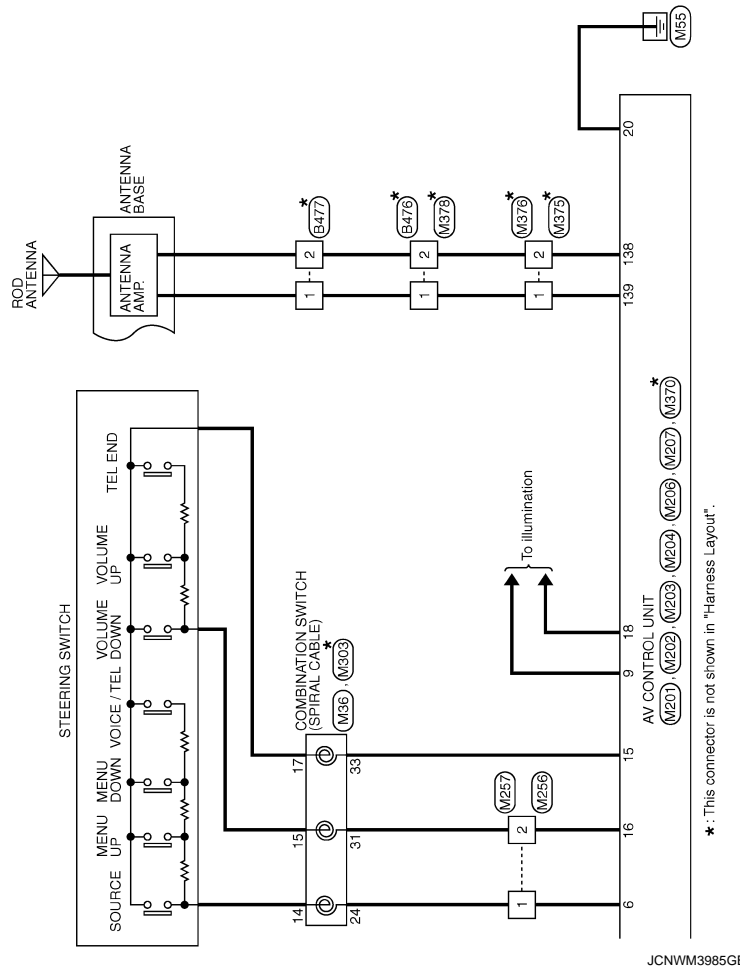 ROD
ANTENNA
ANTENNA
BASE
ANTENNA
AMP.
1
2
B477
*
1
2
B476
*
M378
*
1
2
M376
*
M375
*
139
138
20
M55
STEERING SWITCH
SOURCE
MENU
UP
MENU
DOWN
VOICE / TEL
VOLUME
DOWN
VOLUME
UP
TEL END
COMBINATION SWITCH
(SPIRAL CABLE)
M36 , M303
*
14
15
17
24
31
33
1
2
M257
M256
To illumination
6
16
15
9
18
AV CONTROL UNIT
M201 , M202 , M203 , M204 , M206 , M207 , M370
*
* : This connector is not shown in "Harness Layout".
JCNWM3985GE